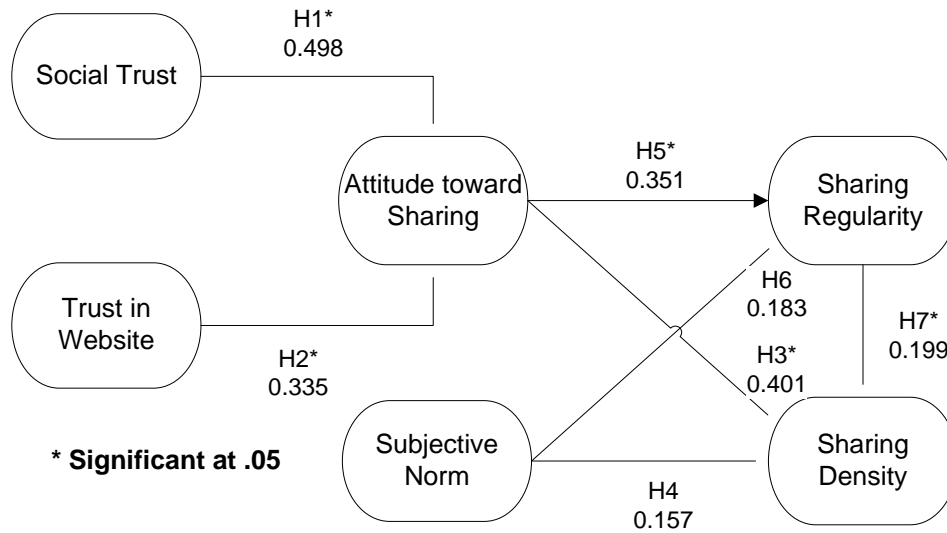 H1*
0.498
Social Trust
Attitude toward
Sharing
H5*
0.351
Sharing
Regularity
Trust in
Website
H2*
0.335
H6
0.183
H3*
0.401
H7*
0.199
* Significant at .05
Subjective
Norm
H4
0.157
Sharing
Density